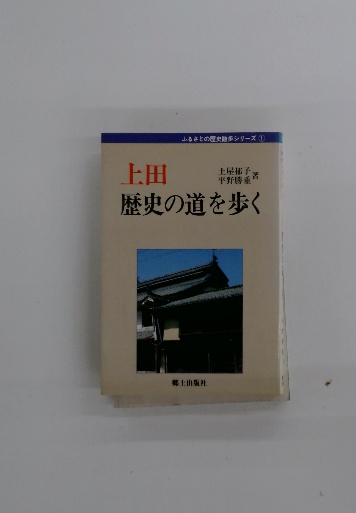 ふるさとの歴史散歩シリーズ①
上田
土屋郁子
平野勝重 著
歴史の道を歩く
郷土出版社